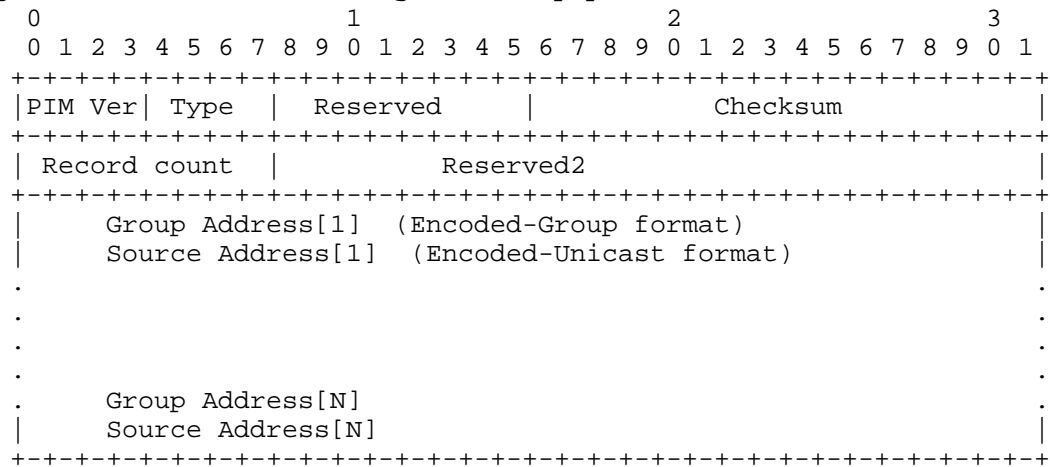 0                   1                   2                   3
0 1 2 3 4 5 6 7 8 9 0 1 2 3 4 5 6 7 8 9 0 1 2 3 4 5 6 7 8 9 0 1
+-+-+-+-+-+-+-+-+-+-+-+-+-+-+-+-+-+-+-+-+-+-+-+-+-+-+-+-+-+-+-+-+
|PIM Ver| Type  |  Reserved     |           Checksum            |
+-+-+-+-+-+-+-+-+-+-+-+-+-+-+-+-+-+-+-+-+-+-+-+-+-+-+-+-+-+-+-+-+
| Record count  |          Reserved2                            |
+-+-+-+-+-+-+-+-+-+-+-+-+-+-+-+-+-+-+-+-+-+-+-+-+-+-+-+-+-+-+-+-+
|     Group Address[1]  (Encoded-Group format)                  |
|     Source Address[1]  (Encoded-Unicast format)               |
.                                                               .
.                                                               .
.                                                               .
.                                                               .
.     Group Address[N]                                          .
|     Source Address[N]                                         |
+-+-+-+-+-+-+-+-+-+-+-+-+-+-+-+-+-+-+-+-+-+-+-+-+-+-+-+-+-+-+-+-+